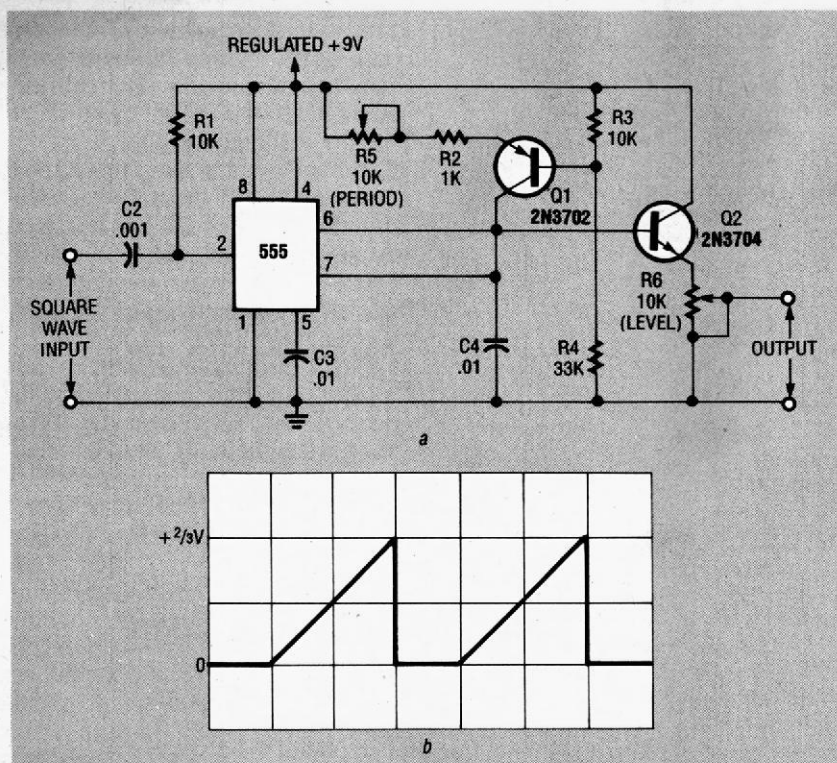 REGULATED +9V
R1
10K
R5
10K
(PERIOD)
R2
1K
Q1
2N3702
R3
10K
Q2
2N3704
C2
.001
8
4
2
555
6
7
1
5
R6
10K
(LEVEL)
SQUARE
WAVE
INPUT
C3
.01
C4
.01
R4
33K
OUTPUT
a
+2/3V
0
b